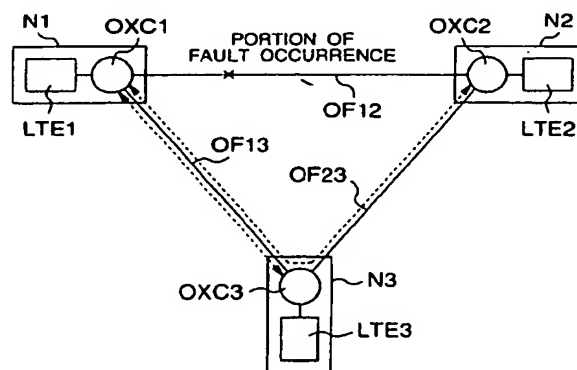 N1
OXC1
PORTION OF
FAULT OCCURRENCE
OXC2
N2
LTE1
OF12
LTE2
OF13
OF23
OXC3
N3
LTE3